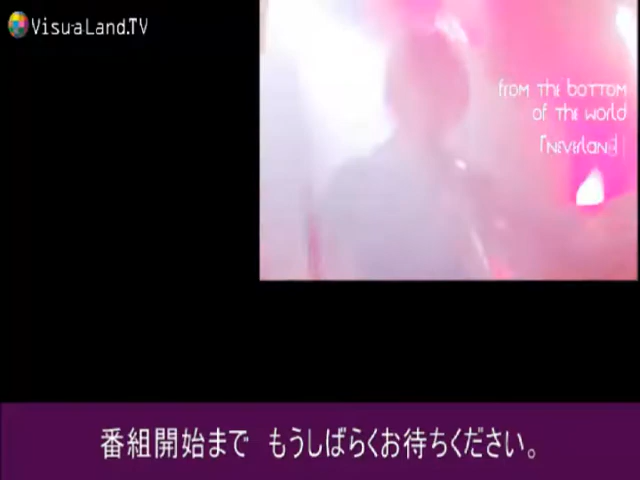 VisuaLand.TV
from the bottom
of the world
「NEVERLAND
番組開始まで もうしばらくお待ちください。